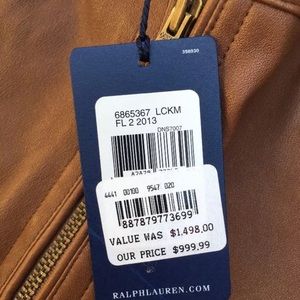 358930
6865367 LCKM
FL 2 2013
DNS7007
4441 00100 9547 020
887879773699
VALUE WAS $1,498.00
OUR PRICE $999.99
RALPHLAUREN.COM